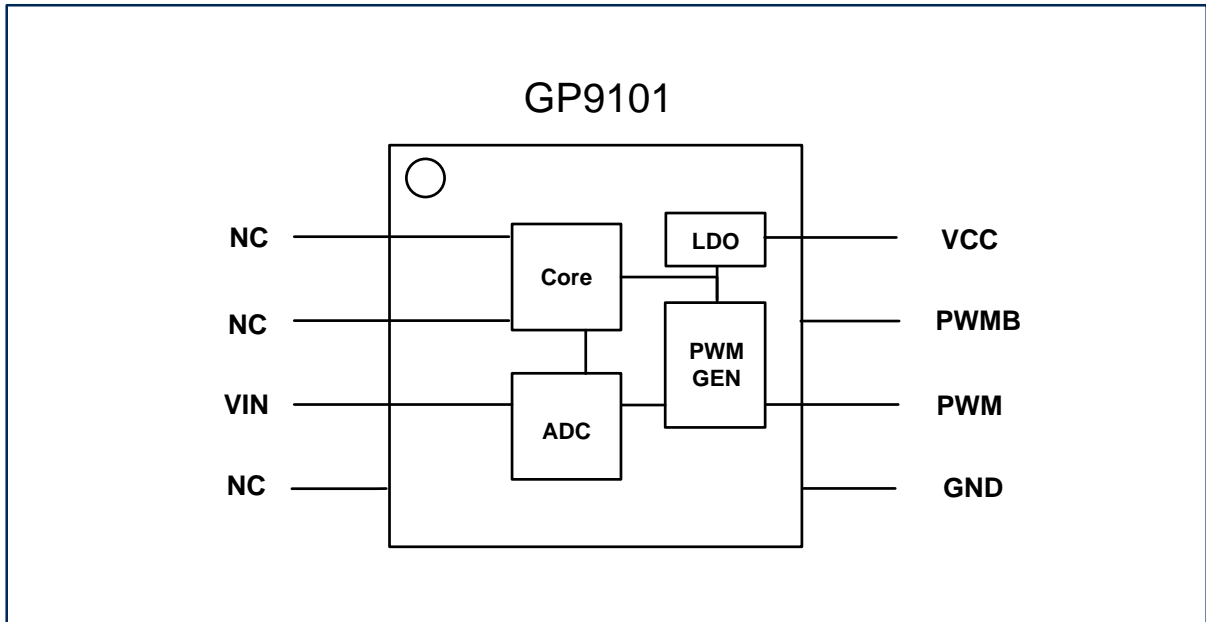 GP9101
NC
LDO
VCC
Core
NC
PWMB
PWM
GEN
VIN
ADC
PWM
NC
GND